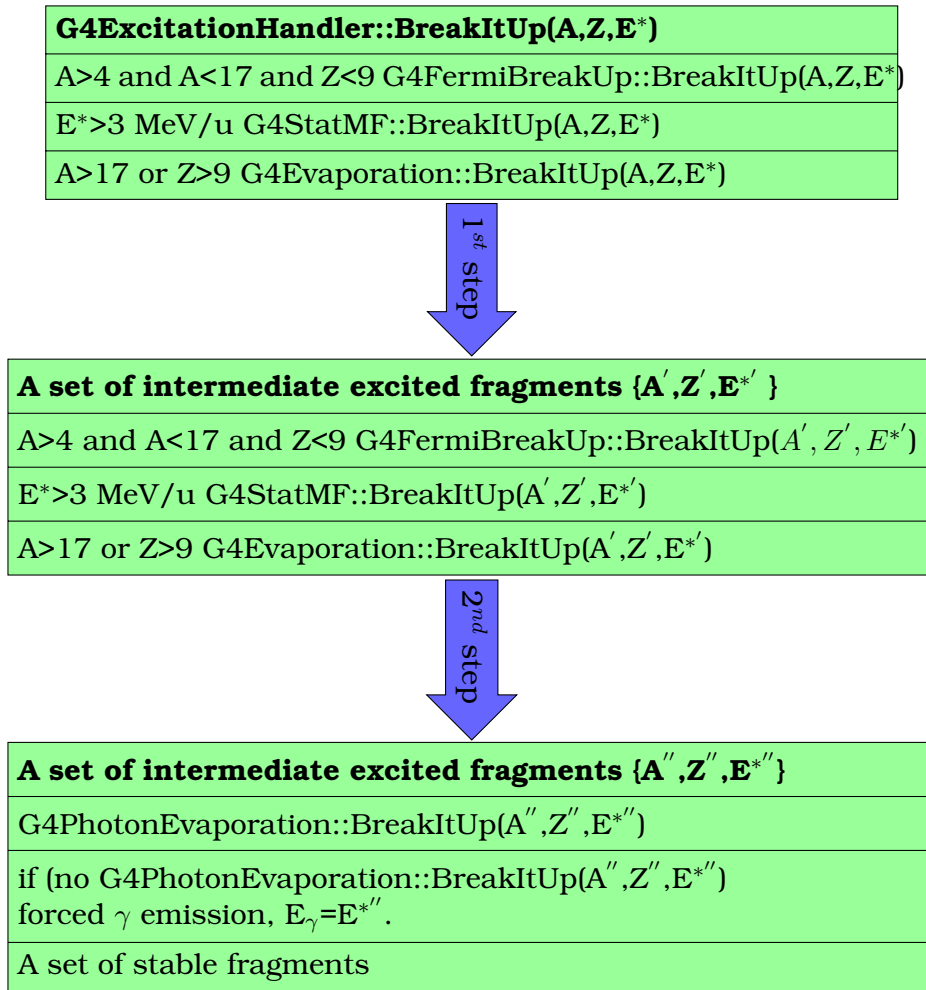 G4ExcitationHandler::BreakItUp(A,Z,E*)
A>4 and A<17 and Z<9 G4FermiBreakUp::BreakItUp(A,Z,E*)
E*>3 MeV/u G4StatMF::BreakItUp(A,Z,E*)
A>17 or Z>9 G4Evaporation::BreakItUp(A,Z,E*)
1st step
A set of intermediate excited fragments {A′,Z′,E*′ }
A>4 and A<17 and Z<9 G4FermiBreakUp::BreakItUp(A′, Z′, E*′)
E*>3 MeV/u G4StatMF::BreakItUp(A′,Z′,E*′)
A>17 or Z>9 G4Evaporation::BreakItUp(A′,Z′,E*′)
2nd step
A set of intermediate excited fragments {A″,Z″,E*″}
G4PhotonEvaporation::BreakItUp(A″,Z″,E*″)
if (no G4PhotonEvaporation::BreakItUp(A″,Z″,E*″)
forced γ emission, Eγ=E*″.
A set of stable fragments